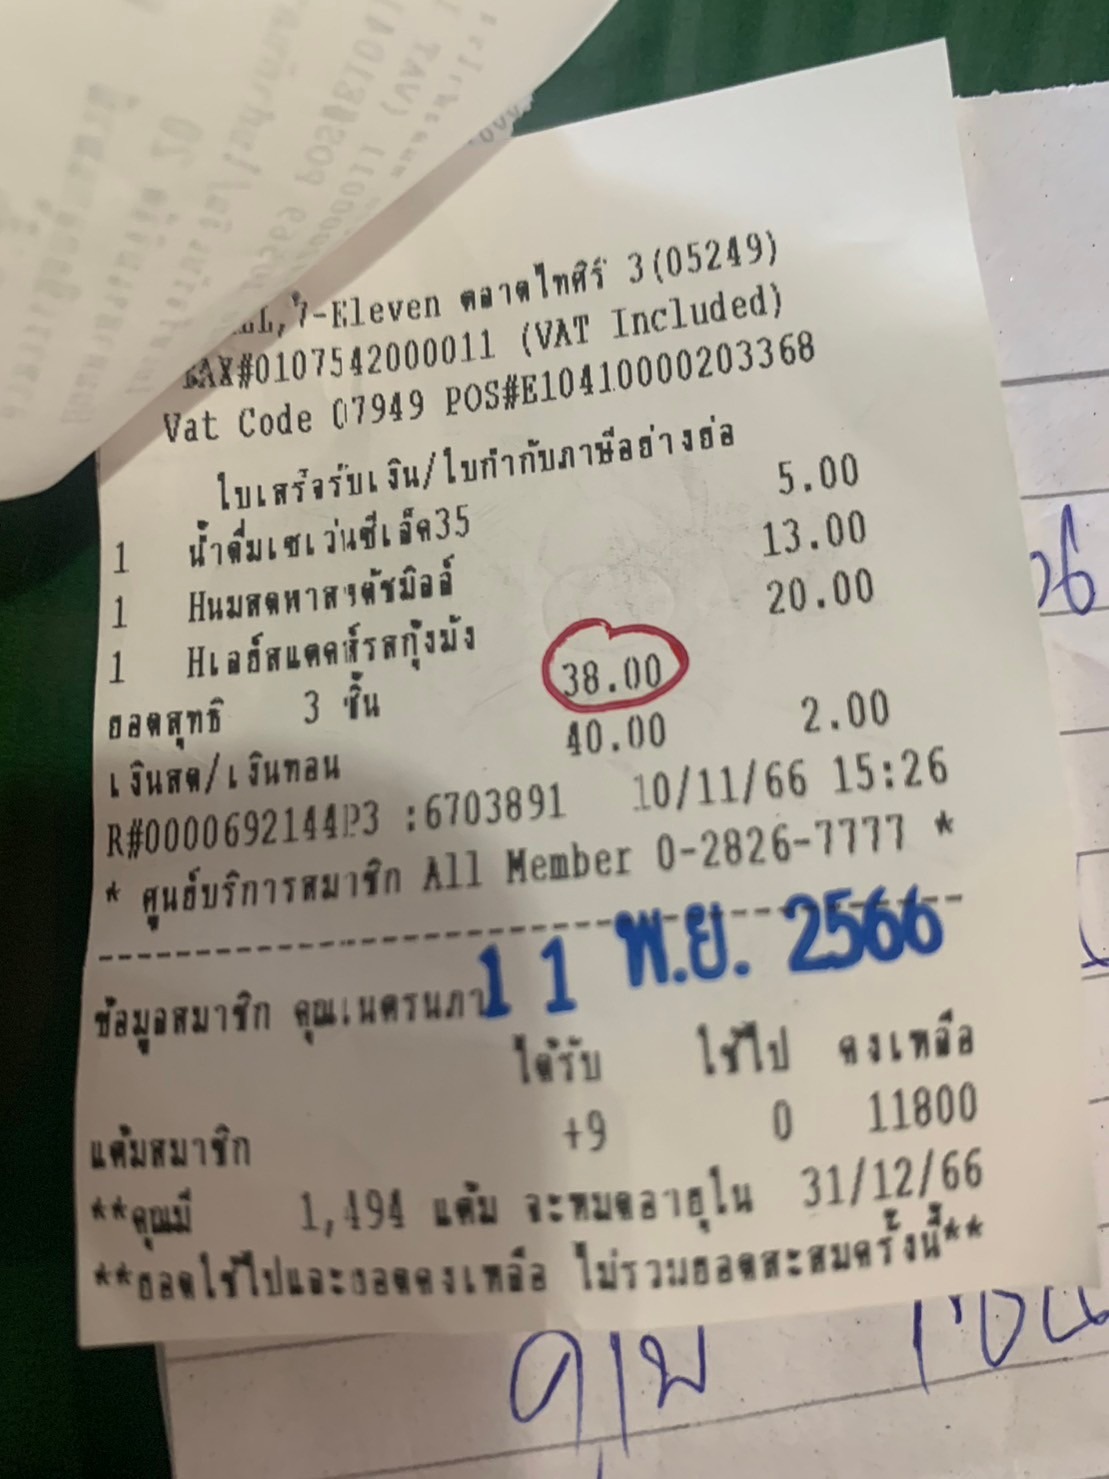 7-Eleven ตลาดไทศิริ 3(05249)
TAX#0107542000011 (VAT Included)
Vat Code 07949 POS#E10410000203368
ใบเสร็จรับเงิน/ใบกำกับภาษีอย่างย่อ
1 น้ำดื่มเซเว่นซีเล็ค35 5.00
1 Hนมสดพาสเจอร์ดัชมิลล์ 13.00
1 Hเลย์สแตคส์รสกุ้งมัง 20.00
ยอดสุทธิ 3 ชิ้น 38.00
เงินสด/เงินทอน 40.00 2.00
R#0000692144P3 :6703891 10/11/66 15:26
* ศูนย์บริการสมาชิก All Member 0-2826-7777 *
11 พ.ย. 2566
ข้อมูลสมาชิก คุณเนตรนภา
ได้รับ ใช้ไป คงเหลือ
แต้มสมาชิก +9 0 11800
**คุณมี 1,494 แต้ม จะหมดอายุใน 31/12/66
**ยอดใช้ไปและยอดคงเหลือ ไม่รวมยอดสะสมครั้งนี้**